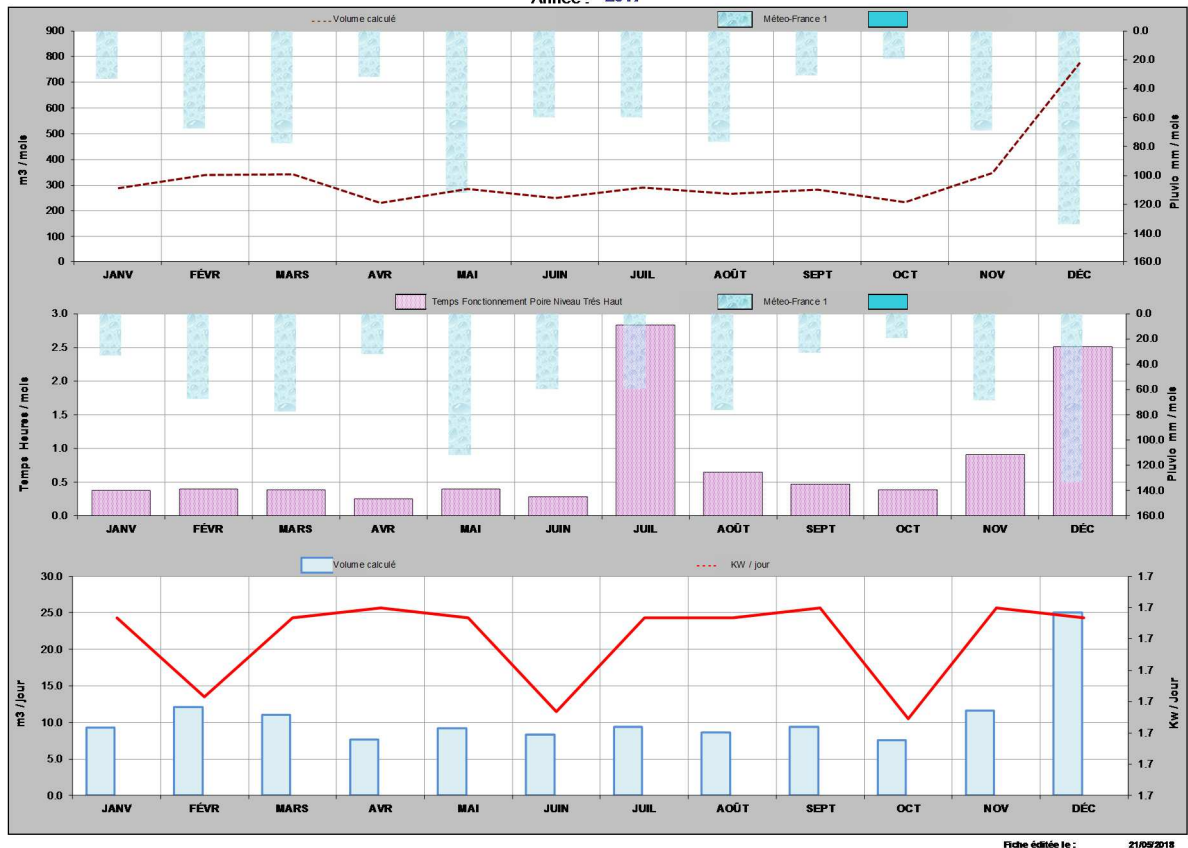 Année : 2017
Volume calculé Méteo-France 1
900 0.0
800 20.0
700 40.0
600 60.0
500 80.0
400 100.0
300 120.0
200 140.0
100 160.0
0
m3 / mois
Pluvio mm / mois
JANV FÉVR MARS AVR MAI JUIN JUIL AOÛT SEPT OCT NOV DÉC
Temps Fonctionnement Poire Niveau Trés Haut Méteo-France 1
3.0 0.0
2.5 20.0
2.0 40.0
1.5 60.0
1.0 80.0
0.5 100.0
0.0 120.0
140.0
160.0
Temps Heures / mois
Pluvio mm / mois
JANV FÉVR MARS AVR MAI JUIN JUIL AOÛT SEPT OCT NOV DÉC
Volume calculé KW / jour
30.0 1.7
25.0 1.7
20.0 1.7
15.0 1.7
10.0 1.7
5.0 1.7
0.0 1.7
1.7
m3 / jour
Kw / Jour
JANV FÉVR MARS AVR MAI JUIN JUIL AOÛT SEPT OCT NOV DÉC
Fiche éditée le : 21/05/2018